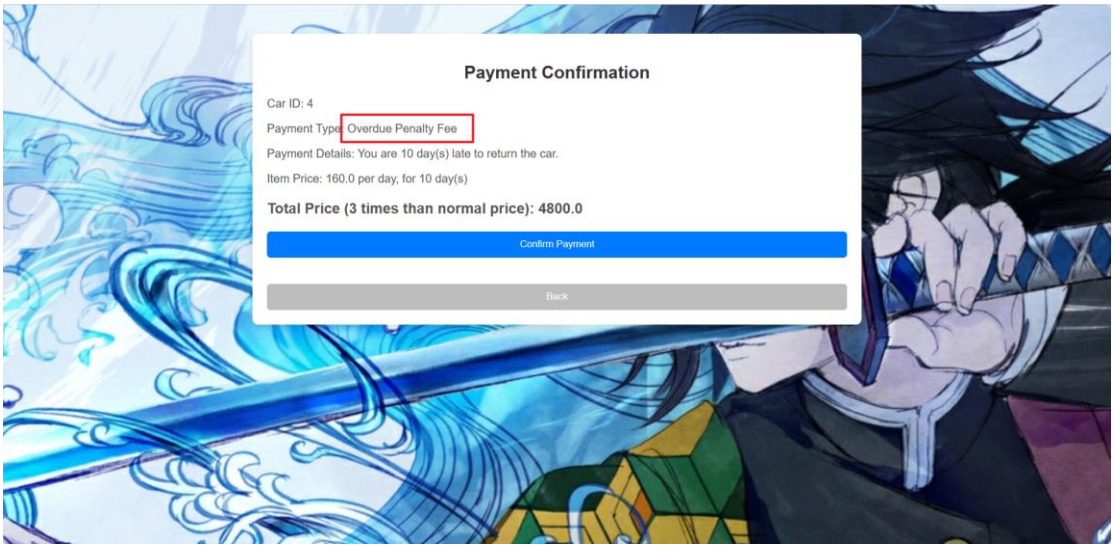 Payment Confirmation
Car ID: 4
Payment Type: Overdue Penalty Fee
Payment Details: You are 10 day(s) late to return the car.
Item Price: 160.0 per day, for 10 day(s)
Total Price (3 times than normal price): 4800.0
Confirm Payment
Back